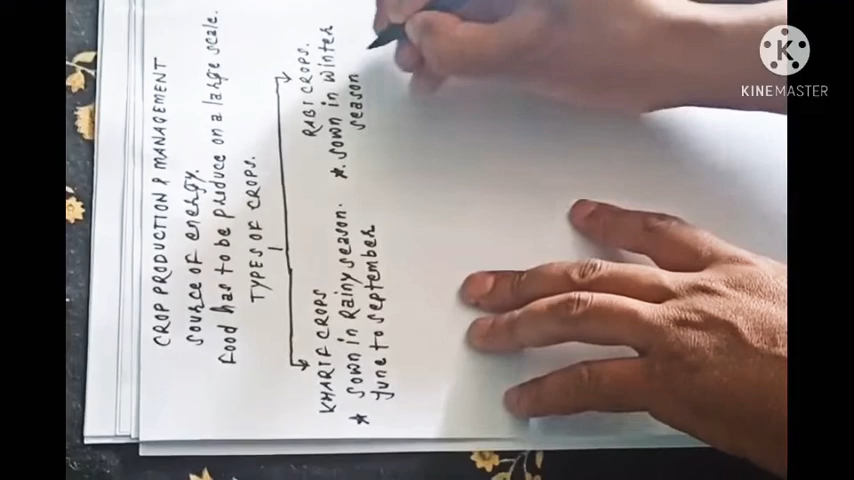 CROP PRODUCTION & MANAGEMENT
source of energy.
Food has to be produce on a large scale.
TYPES OF CROPS.
KHARIF CROPS
★ Sown in Rainy season.
June to September
RABI CROPS.
★. Sown in winter
season
KINEMASTER